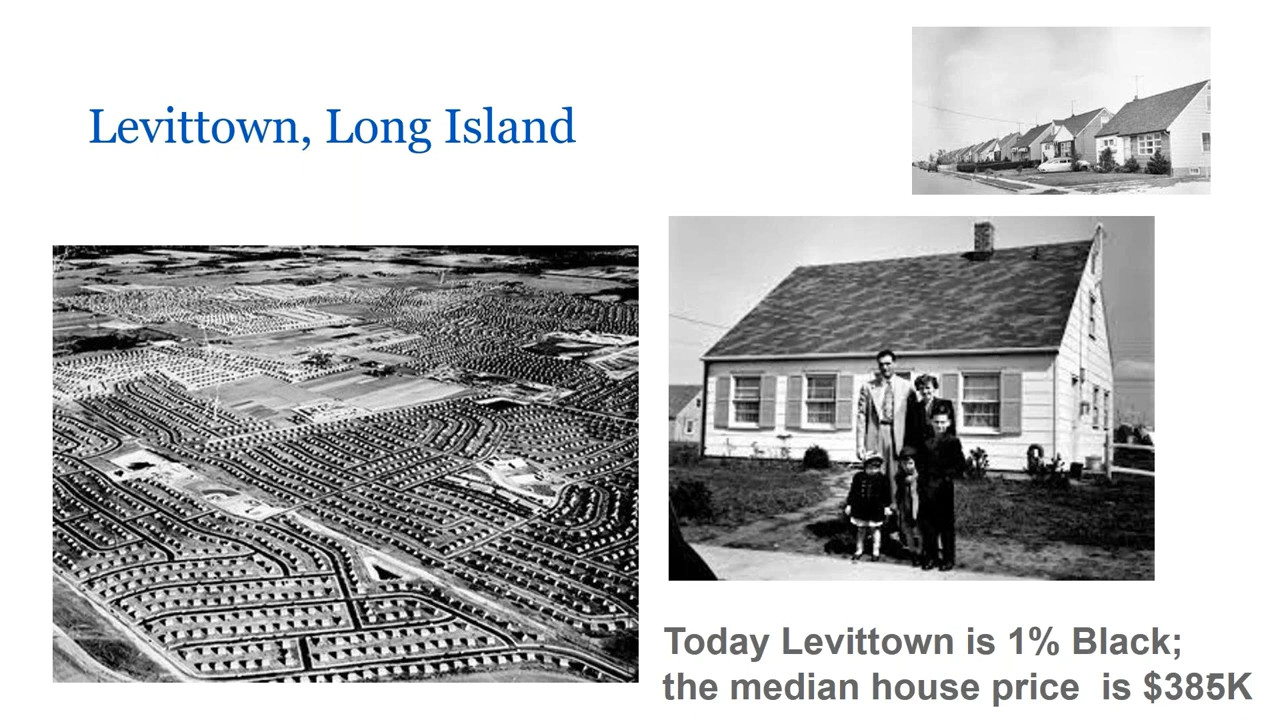 Levittown, Long Island
Today Levittown is 1% Black;
the median house price  is $385K